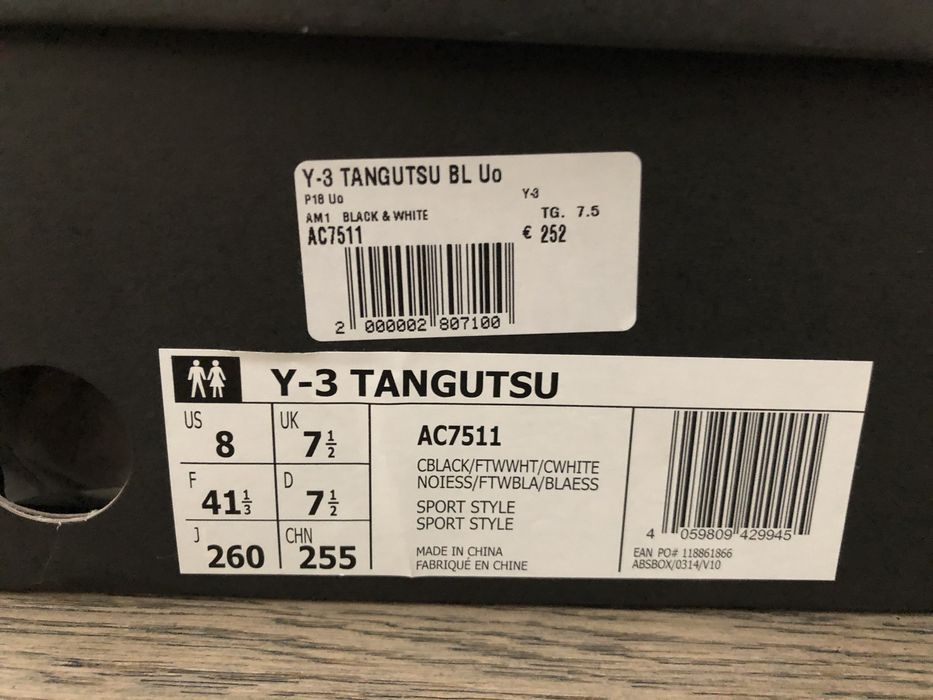 Y-3 TANGUTSU BL Uo
P18 Uo
Y-3
AM1 BLACK & WHITE
TG. 7.5
AC7511
€ 252
2 000002 807100
Y-3 TANGUTSU
US
8
UK
7½
F
41⅓
D
7½
J
260
CHN
255
AC7511
CBLACK/FTWWHT/CWHITE
NOIESS/FTWBLA/BLAESS
SPORT STYLE
SPORT STYLE
MADE IN CHINA
FABRIQUÉ EN CHINE
4 059809 429945
EAN PO# 118861866
ABSBOX/0314/V10